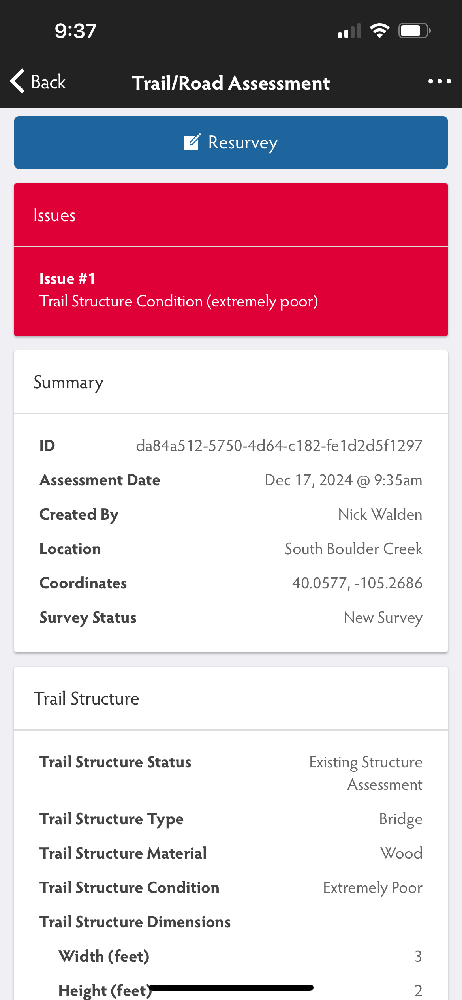 9:37
Back
Trail/Road Assessment
Resurvey
Issues
Issue #1
Trail Structure Condition (extremely poor)
Summary
ID da84a512-5750-4d64-c182-fe1d2d5f1297
Assessment Date Dec 17, 2024 @ 9:35am
Created By Nick Walden
Location South Boulder Creek
Coordinates 40.0577, -105.2686
Survey Status New Survey
Trail Structure
Trail Structure Status Existing Structure
Assessment
Trail Structure Type Bridge
Trail Structure Material Wood
Trail Structure Condition Extremely Poor
Trail Structure Dimensions
Width (feet) 3
Height (feet) 2